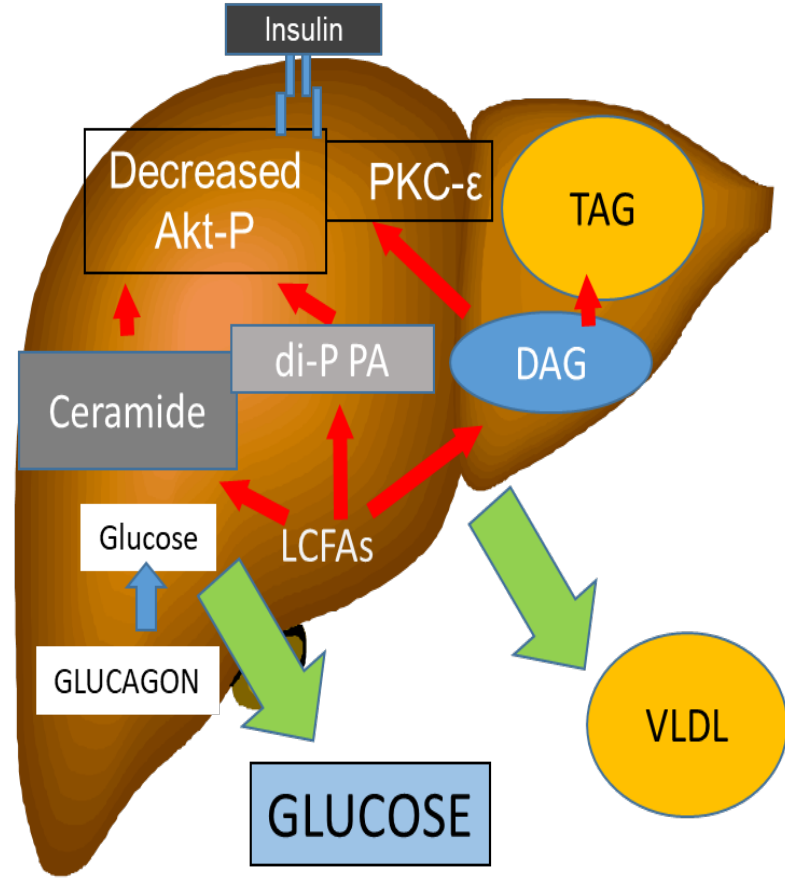 Insulin
Decreased
Akt-P
PKC-ε
TAG
di-P PA
DAG
Ceramide
Glucose
LCFAs
GLUCAGON
VLDL
GLUCOSE